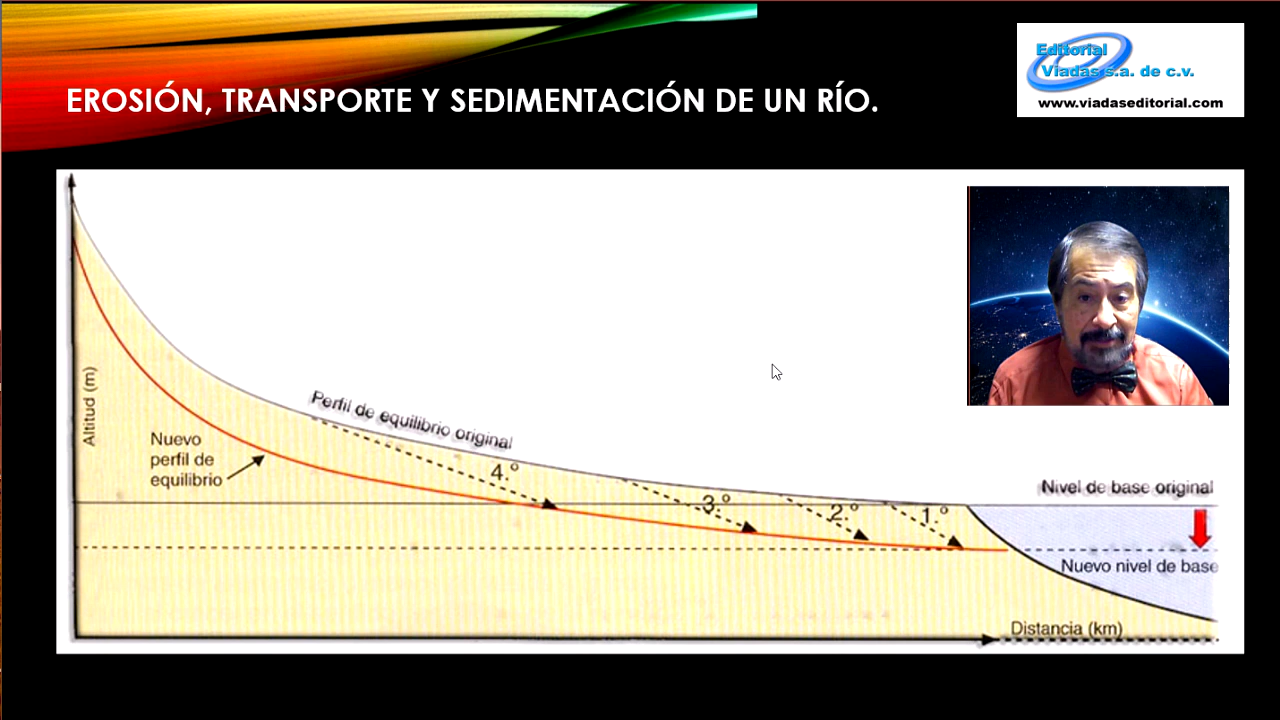 EROSIÓN, TRANSPORTE Y SEDIMENTACIÓN DE UN RÍO.
Editorial
Viadas s.a. de c.v.
www.viadaseditorial.com
Altitud (m)
Perfil de equilibrio original
Nuevo
perfil de
equilibrio
4.º
3.º
2.º
1.º
Nivel de base original
Nuevo nivel de base
Distancia (km)